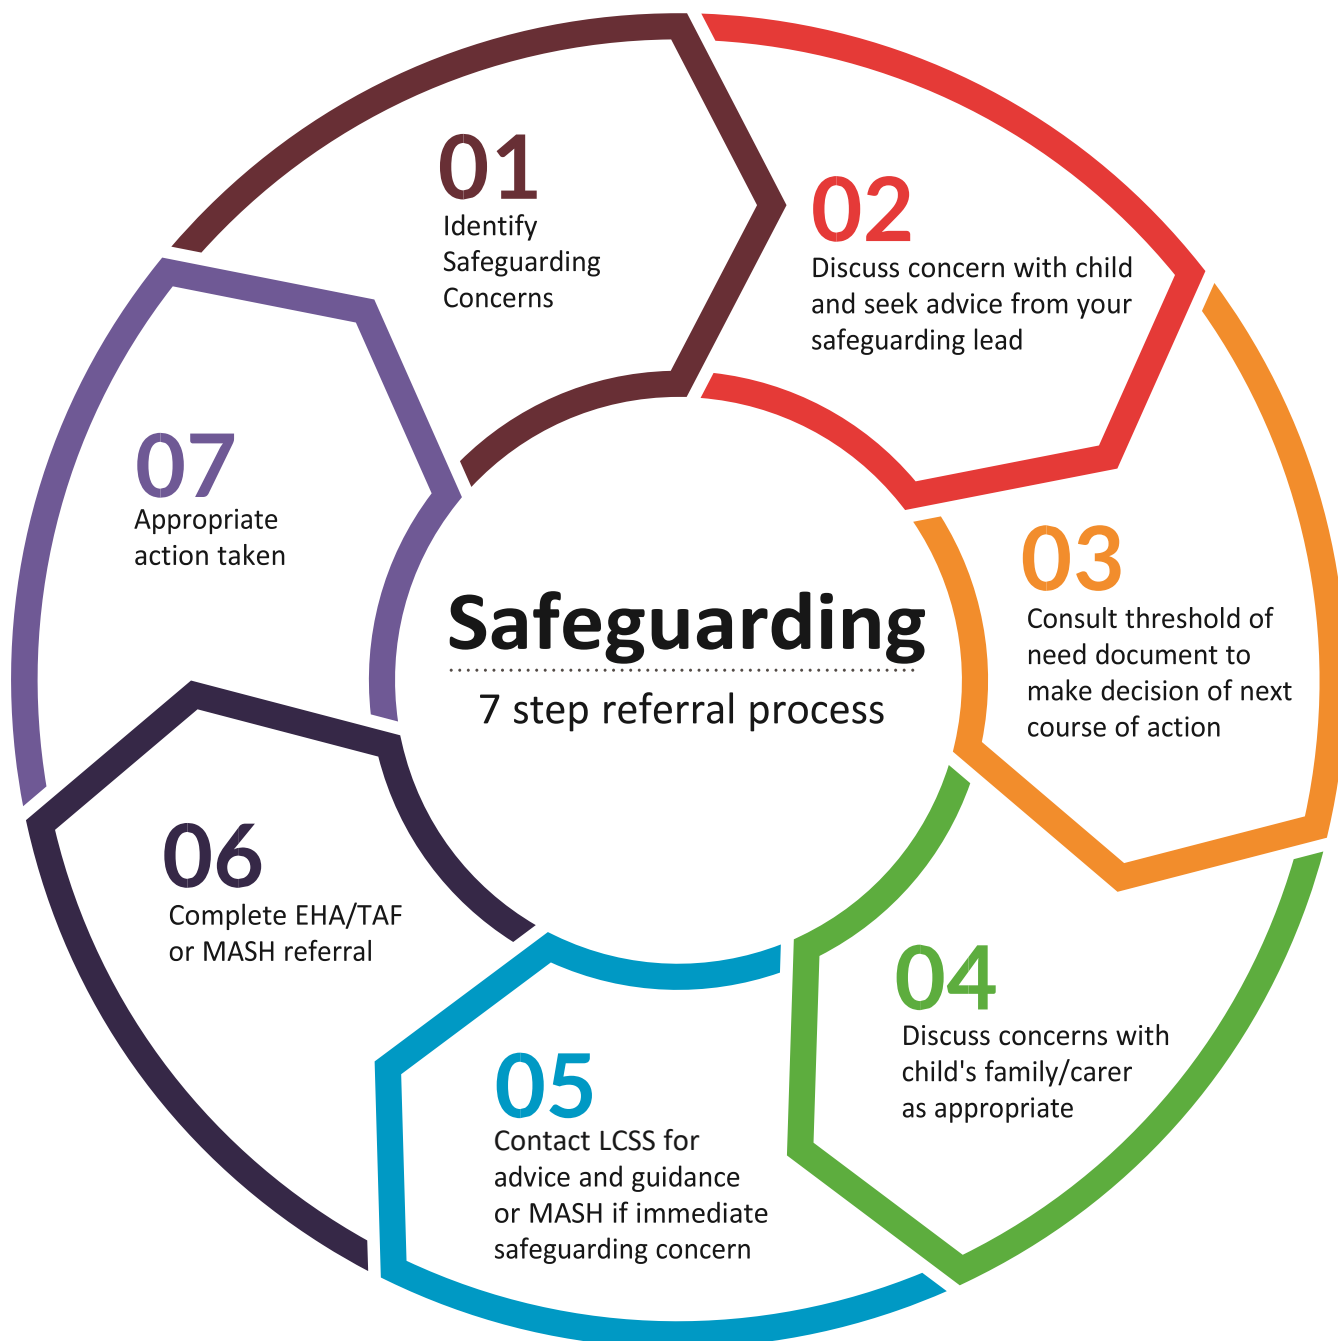 Safeguarding
7 step referral process
01
Identify
Safeguarding
Concerns
02
Discuss concern with child
and seek advice from your
safeguarding lead
03
Consult threshold of
need document to
make decision of next
course of action
04
Discuss concerns with
child's family/carer
as appropriate
05
Contact LCSS for
advice and guidance
or MASH if immediate
safeguarding concern
06
Complete EHA/TAF
or MASH referral
07
Appropriate
action taken